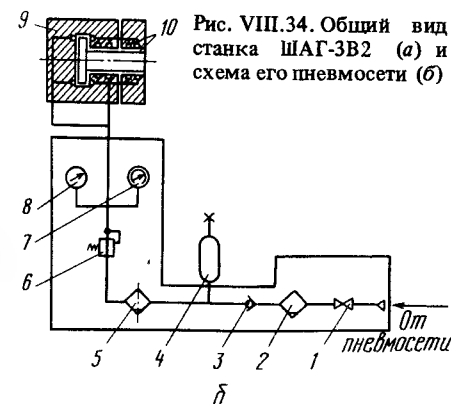 9
10
Рис. VIII.34. Общий вид
станка ШАГ-3В2 (а) и
схема его пневмосети (б)
8
7
6
5
4
3
2
1
От
пневмосети
б